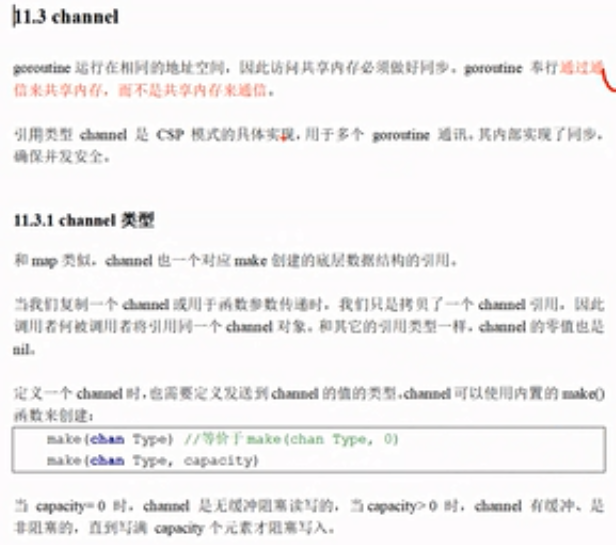 11.3 channel
goroutine 运行在相同的地址空间，因此访问共享内存必须做好同步。goroutine 奉行通过通
信来共享内存，而不是共享内存来通信。
引用类型 channel 是 CSP 模式的具体实现，用于多个 goroutine 通讯。其内部实现了同步，
确保并发安全。
11.3.1 channel 类型
和 map 类似，channel 也一个对应 make 创建的底层数据结构的引用。
当我们复制一个 channel 或用于函数参数传递时，我们只是拷贝了一个 channel 引用，因此
调用者何被调用者将引用同一个 channel 对象。和其它的引用类型一样，channel 的零值也是
nil。
定义一个 channel 时，也需要定义发送到 channel 的值的类型。channel 可以使用内置的 make()
函数来创建：
make(chan Type) //等价于 make(chan Type, 0)
make(chan Type, capacity)
当 capacity= 0 时，channel 是无缓冲阻塞读写的，当 capacity> 0 时，channel 有缓冲、是
非阻塞的，直到写满 capacity 个元素才阻塞写入。